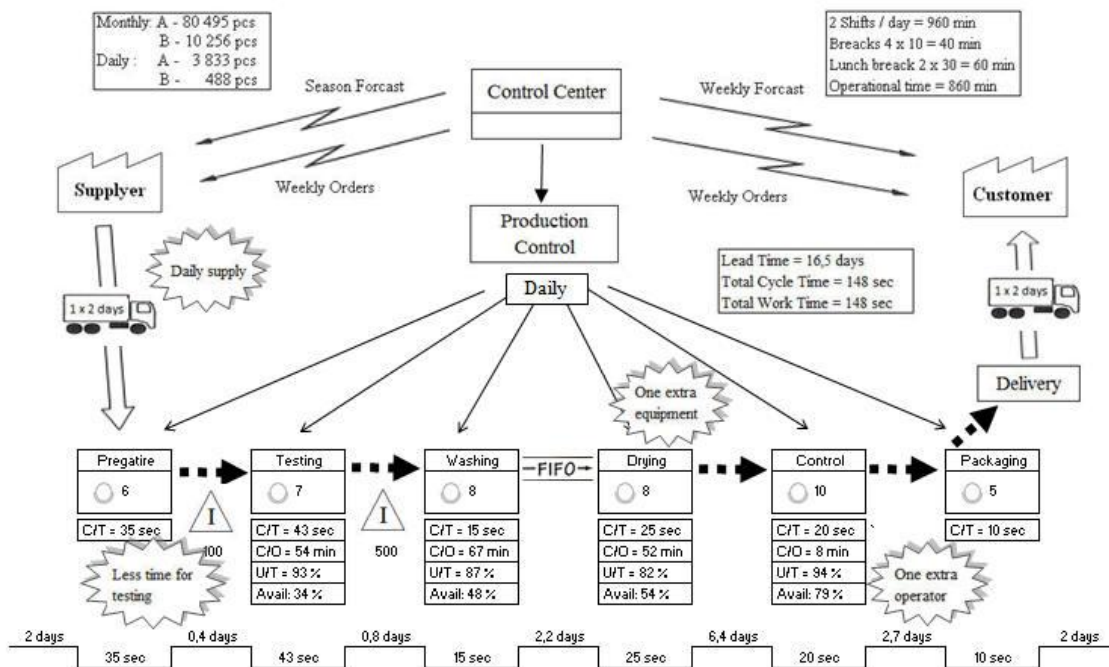 Monthly: A - 80 495 pcs
B - 10 256 pcs
Daily : A - 3 833 pcs
B - 488 pcs
2 Shifts / day = 960 min
Breacks 4 x 10 = 40 min
Lunch breack 2 x 30 = 60 min
Operational time = 860 min
Season Forcast
Control Center
Weekly Forcast
Supplyer
Weekly Orders
Weekly Orders
Customer
Production
Control
Daily supply
Lead Time = 16,5 days
Total Cycle Time = 148 sec
Total Work Time = 148 sec
Daily
1 x 2 days
1 x 2 days
One extra
equipment
Delivery
Pregatire
6
C/T = 35 sec
I
Testing
7
C/T = 43 sec
C/O = 54 min
U/T = 93 %
Avail: 34 %
I
500
Washing
8
C/T = 15 sec
C/O = 67 min
U/T = 87 %
Avail: 48 %
FIFO
Drying
8
C/T = 25 sec
C/O = 52 min
U/T = 82 %
Avail: 54 %
Control
10
C/T = 20 sec
C/O = 8 min
U/T = 94 %
Avail: 79 %
Packaging
5
C/T = 10 sec
Less time for
testing
One extra
operator
2 days
0,4 days
0,8 days
2,2 days
6,4 days
2,7 days
2 days
35 sec
43 sec
15 sec
25 sec
20 sec
10 sec